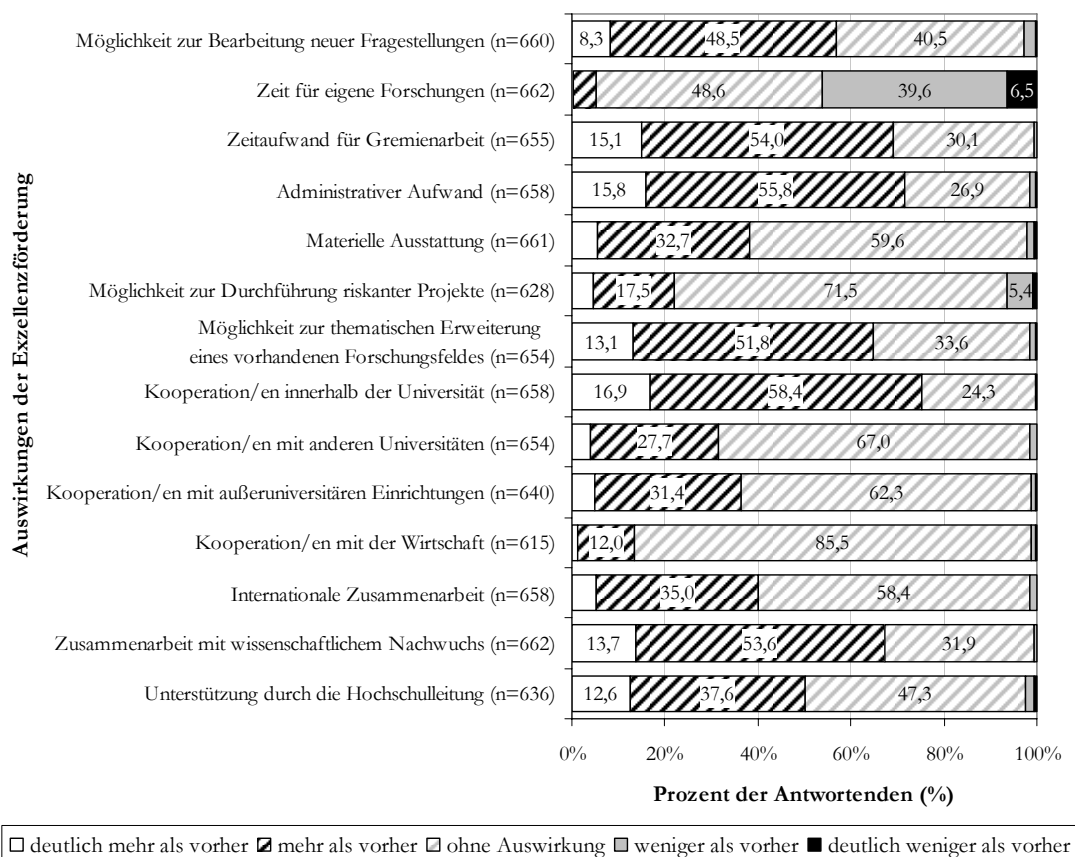 Auswirkungen der Exzellenzförderung
Möglichkeit zur Bearbeitung neuer Fragestellungen (n=660) 8,3 48,5 40,5
Zeit für eigene Forschungen (n=662) 48,6 39,6 6,5
Zeitaufwand für Gremienarbeit (n=655) 15,1 54,0 30,1
Administrativer Aufwand (n=658) 15,8 55,8 26,9
Materielle Ausstattung (n=661) 32,7 59,6
Möglichkeit zur Durchführung riskanter Projekte (n=628) 17,5 71,5 5,4
Möglichkeit zur thematischen Erweiterung
eines vorhandenen Forschungsfeldes (n=654) 13,1 51,8 33,6
Kooperation/en innerhalb der Universität (n=658) 16,9 58,4 24,3
Kooperation/en mit anderen Universitäten (n=654) 27,7 67,0
Kooperation/en mit außeruniversitären Einrichtungen (n=640) 31,4 62,3
Kooperation/en mit der Wirtschaft (n=615) 12,0 85,5
Internationale Zusammenarbeit (n=658) 35,0 58,4
Zusammenarbeit mit wissenschaftlichem Nachwuchs (n=662) 13,7 53,6 31,9
Unterstützung durch die Hochschulleitung (n=636) 12,6 37,6 47,3
0% 20% 40% 60% 80% 100%
Prozent der Antwortenden (%)
deutlich mehr als vorher mehr als vorher ohne Auswirkung weniger als vorher deutlich weniger als vorher